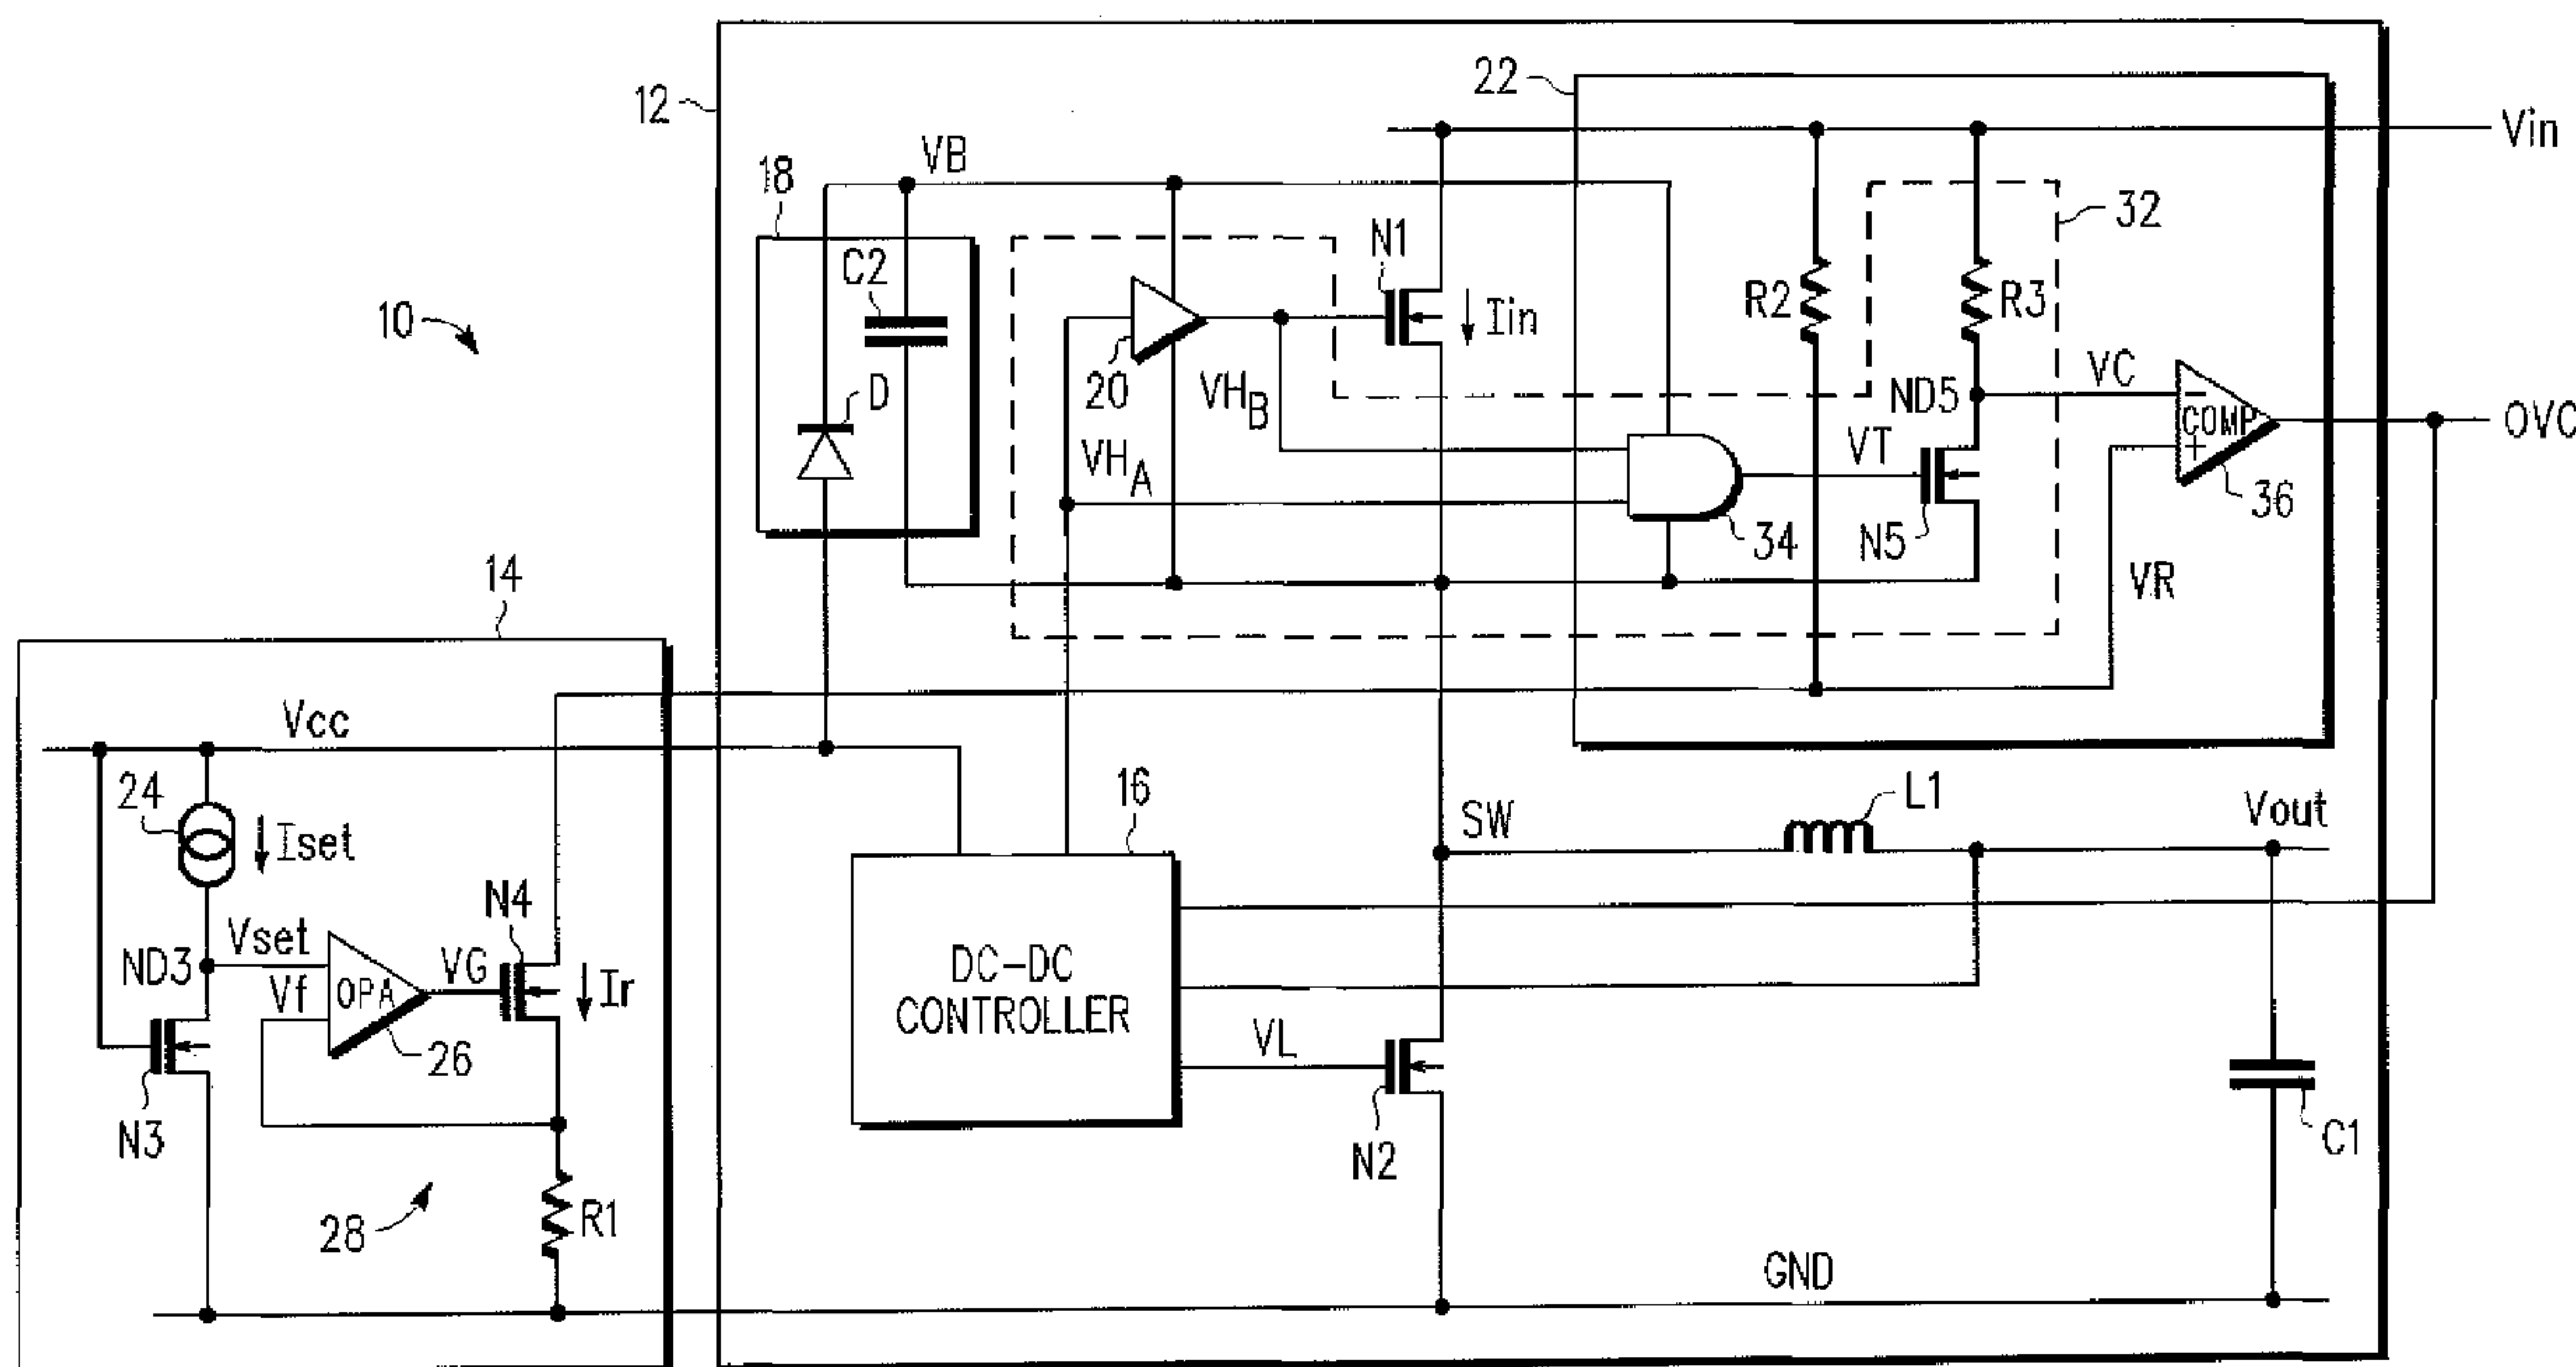 12
22
Vin
VB
18
32
N1
C2
Iin
R2
R3
10
VC
20
VH_B
ND5
D
COMP
-
+
OVC
VH_A
VT
36
34
N5
14
VR
Vcc
16
24
Iset
SW
L1
Vout
N4
Vset
ND3
VG
Vf
OPA
Ir
DC-DC
CONTROLLER
26
VL
N3
N2
C1
28
R1
GND